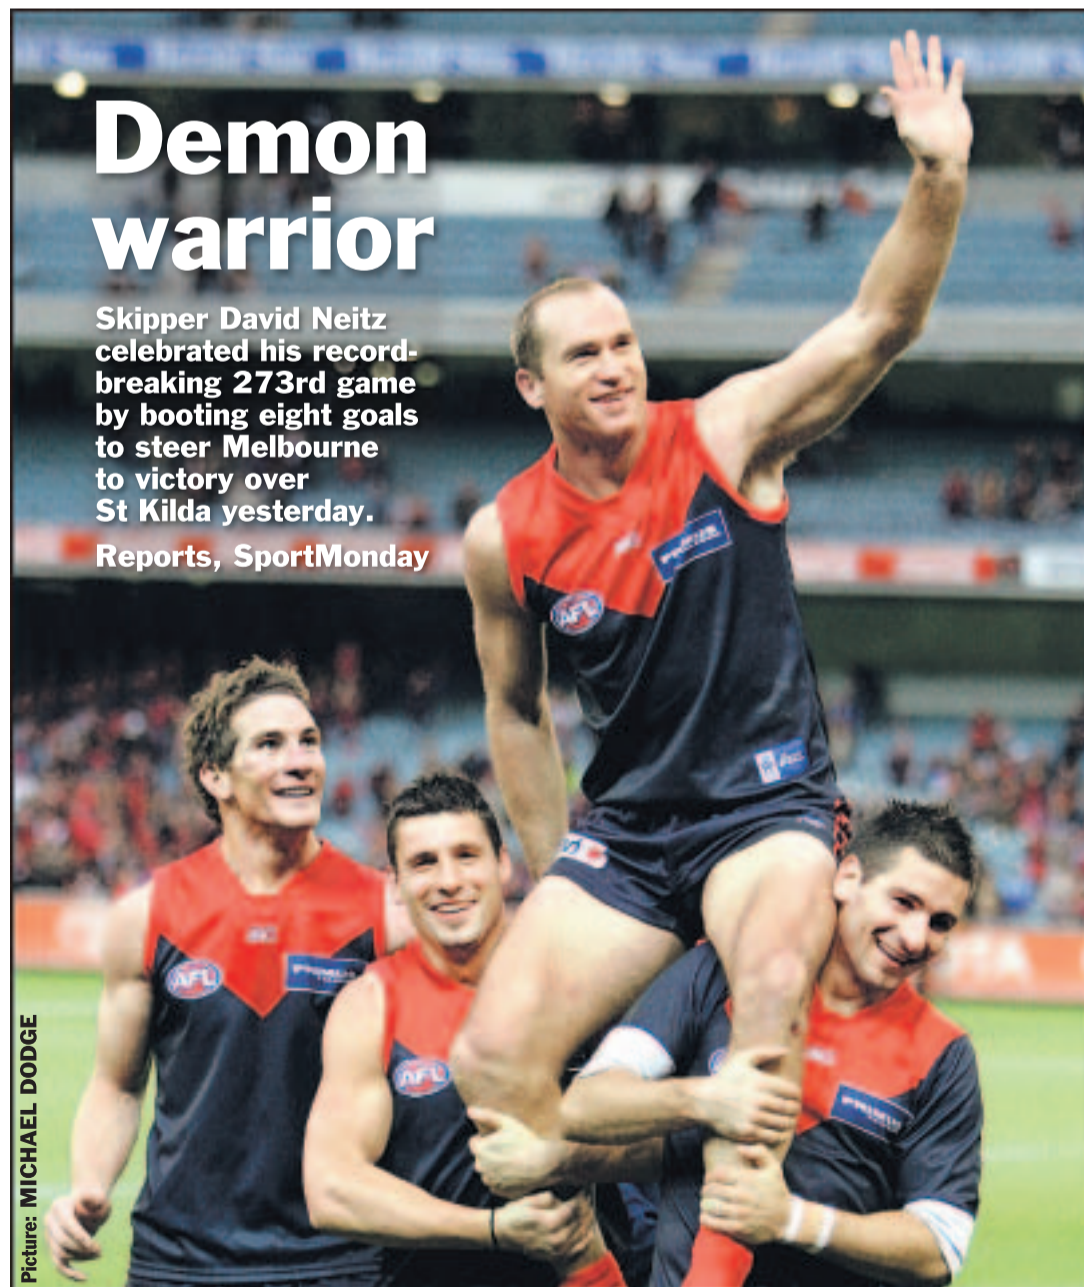 Demon
warrior
Skipper David Neitz
celebrated his record-
breaking 273rd game
by booting eight goals
to steer Melbourne
to victory over
St Kilda yesterday.
Reports, SportMonday
AFL
AFL
AFL
PRIMUS
Picture: MICHAEL DODGE